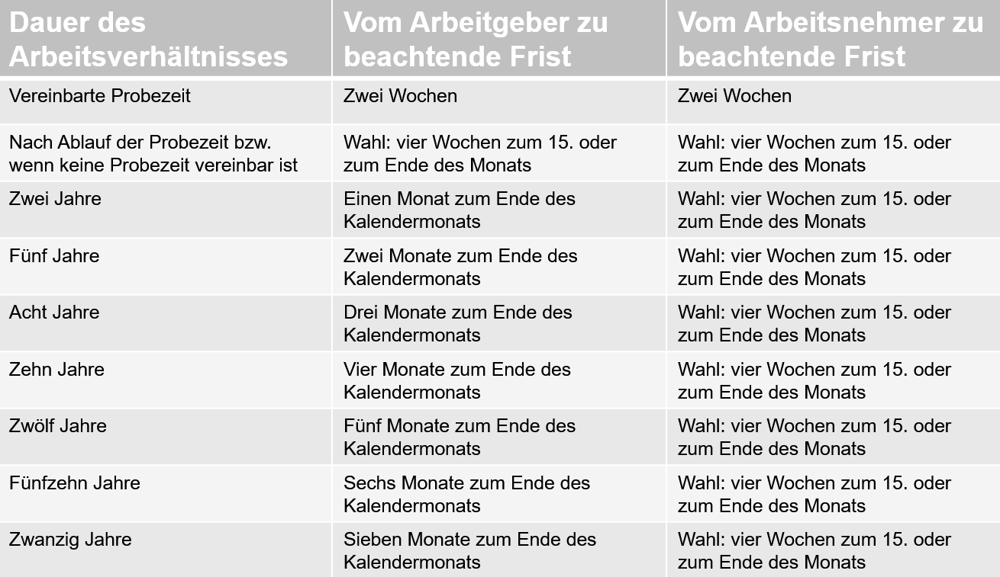 Dauer des
Arbeitsverhältnisses
Vom Arbeitgeber zu
beachtende Frist
Vom Arbeitsnehmer zu
beachtende Frist
Vereinbarte Probezeit
Zwei Wochen
Zwei Wochen
Nach Ablauf der Probezeit bzw.
wenn keine Probezeit vereinbar ist
Wahl: vier Wochen zum 15. oder
zum Ende des Monats
Wahl: vier Wochen zum 15. oder
zum Ende des Monats
Zwei Jahre
Einen Monat zum Ende des
Kalendermonats
Wahl: vier Wochen zum 15. oder
zum Ende des Monats
Fünf Jahre
Zwei Monate zum Ende des
Kalendermonats
Wahl: vier Wochen zum 15. oder
zum Ende des Monats
Acht Jahre
Drei Monate zum Ende des
Kalendermonats
Wahl: vier Wochen zum 15. oder
zum Ende des Monats
Zehn Jahre
Vier Monate zum Ende des
Kalendermonats
Wahl: vier Wochen zum 15. oder
zum Ende des Monats
Zwölf Jahre
Fünf Monate zum Ende des
Kalendermonats
Wahl: vier Wochen zum 15. oder
zum Ende des Monats
Fünfzehn Jahre
Sechs Monate zum Ende des
Kalendermonats
Wahl: vier Wochen zum 15. oder
zum Ende des Monats
Zwanzig Jahre
Sieben Monate zum Ende des
Kalendermonats
Wahl: vier Wochen zum 15. oder
zum Ende des Monats